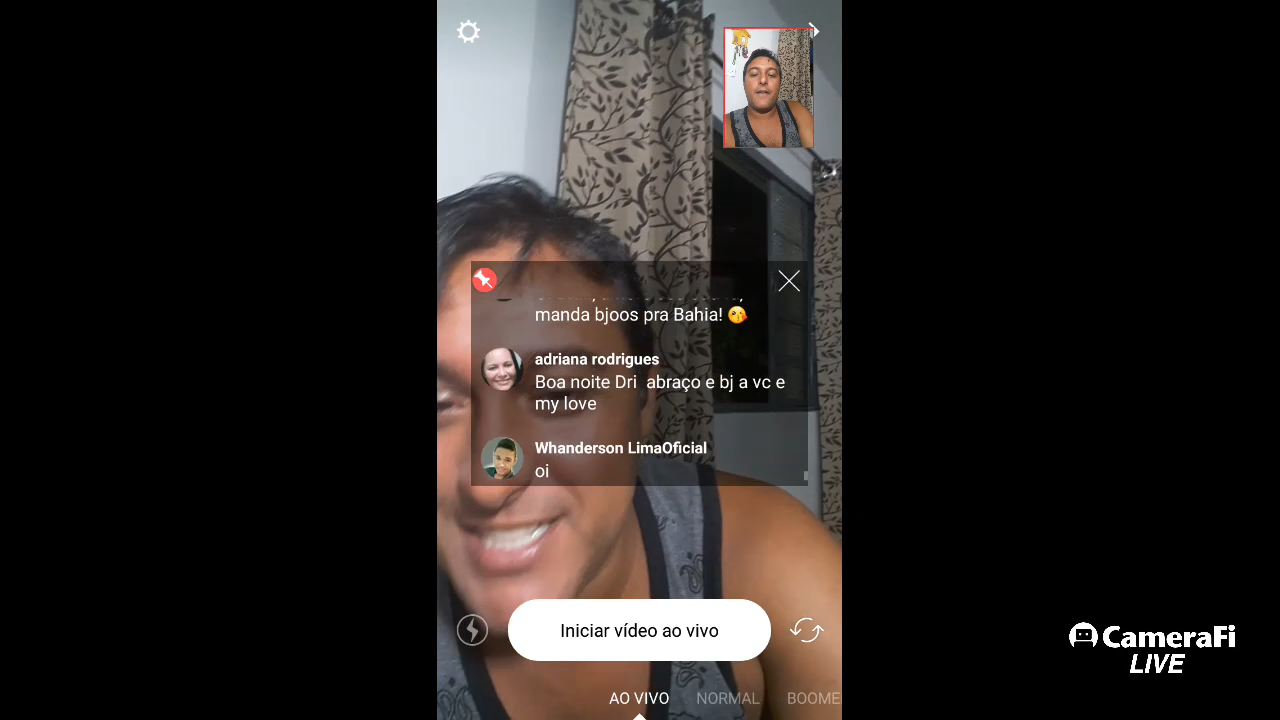 manda bjoos pra Bahia! 😘
adriana rodrigues
Boa noite Dri abraço e bj a vc e
my love
Whanderson LimaOficial
oi
Iniciar vídeo ao vivo
AO VIVO NORMAL BOOME
CameraFi
LIVE